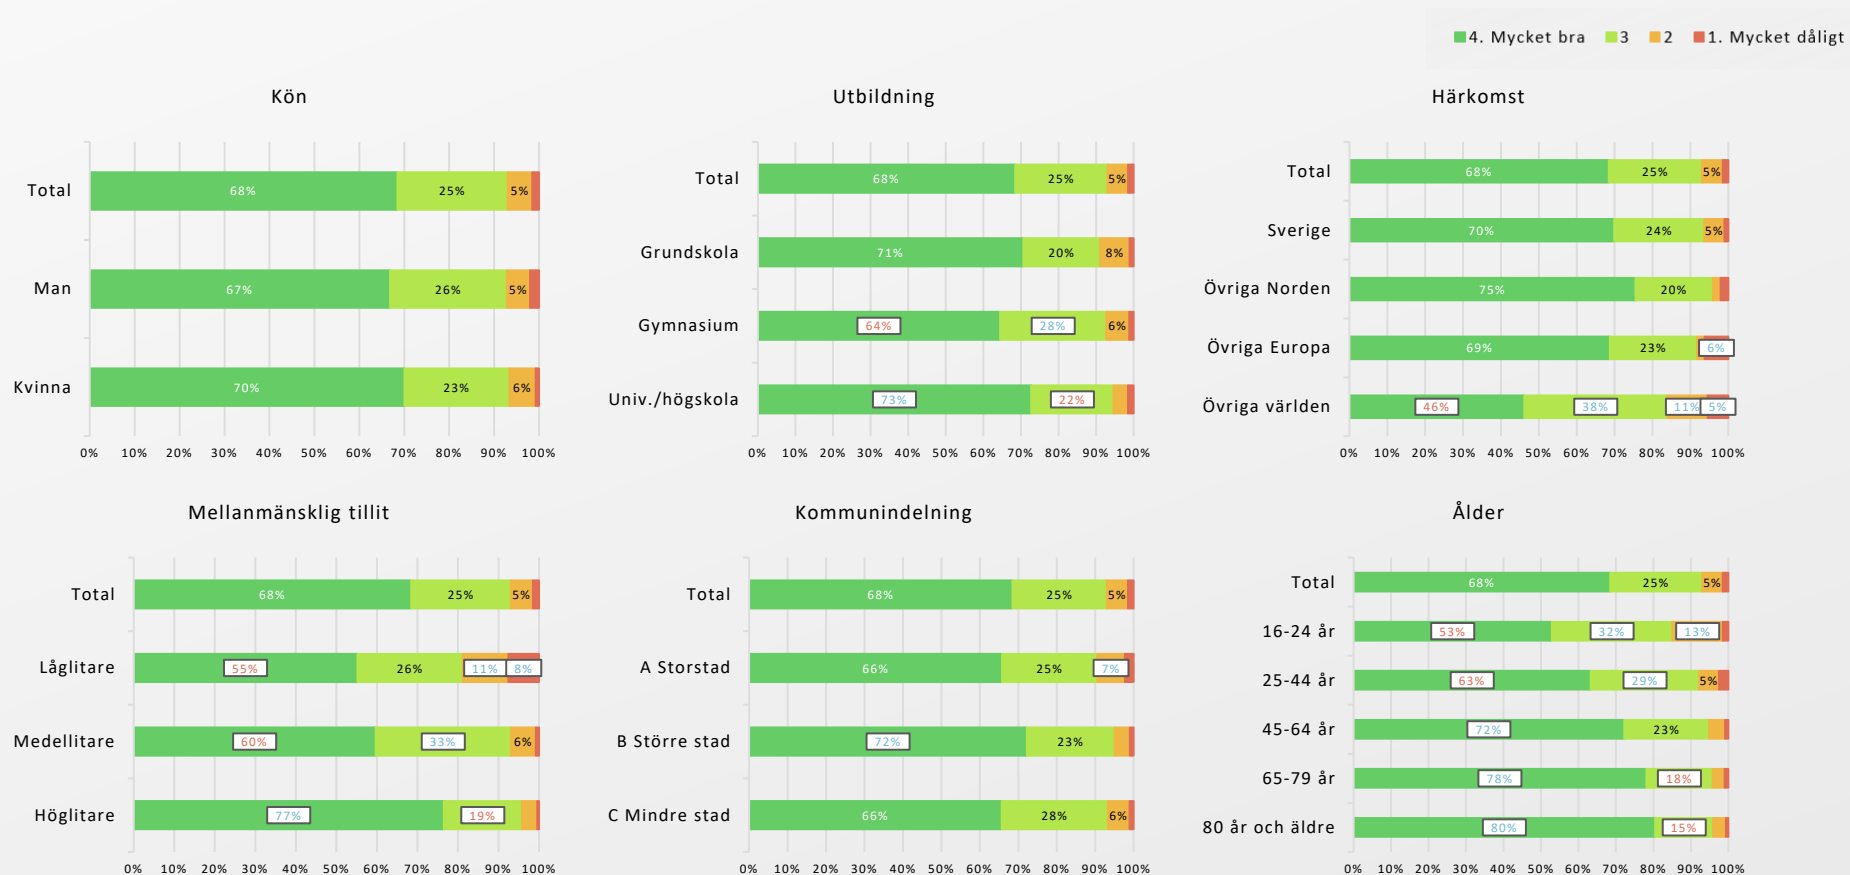 4. Mycket bra 3 2 1. Mycket dåligt
Kön
Total 68% 25% 5%
Man 67% 26% 5%
Kvinna 70% 23% 6%
0% 10% 20% 30% 40% 50% 60% 70% 80% 90% 100%
Utbildning
Total 68% 25% 5%
Grundskola 71% 20% 8%
Gymnasium 64% 28% 6%
Univ./högskola 73% 22%
0% 10% 20% 30% 40% 50% 60% 70% 80% 90% 100%
Härkomst
Total 68% 25% 5%
Sverige 70% 24% 5%
Övriga Norden 75% 20%
Övriga Europa 69% 23% 6%
Övriga världen 46% 38% 11% 5%
0% 10% 20% 30% 40% 50% 60% 70% 80% 90% 100%
Mellanmänsklig tillit
Total 68% 25% 5%
Låglitare 55% 26% 11% 8%
Medellitare 60% 33% 6%
Höglitare 77% 19%
0% 10% 20% 30% 40% 50% 60% 70% 80% 90% 100%
Kommunindelning
Total 68% 25% 5%
A Storstad 66% 25% 7%
B Större stad 72% 23%
C Mindre stad 66% 28% 6%
0% 10% 20% 30% 40% 50% 60% 70% 80% 90% 100%
Ålder
Total 68% 25% 5%
16-24 år 53% 32% 13%
25-44 år 63% 29% 5%
45-64 år 72% 23%
65-79 år 78% 18%
80 år och äldre 80% 15%
0% 10% 20% 30% 40% 50% 60% 70% 80% 90% 100%